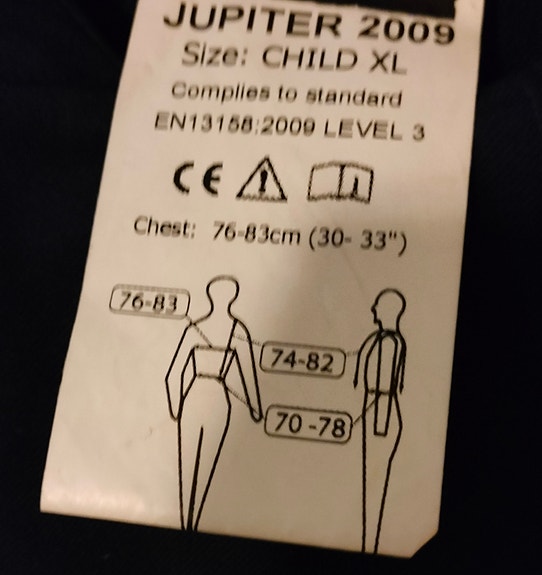 JUPITER 2009
Size: CHILD XL
Complies to standard
EN13158:2009 LEVEL 3
CE
Chest: 76-83cm (30- 33")
76-83
74-82
70 -78